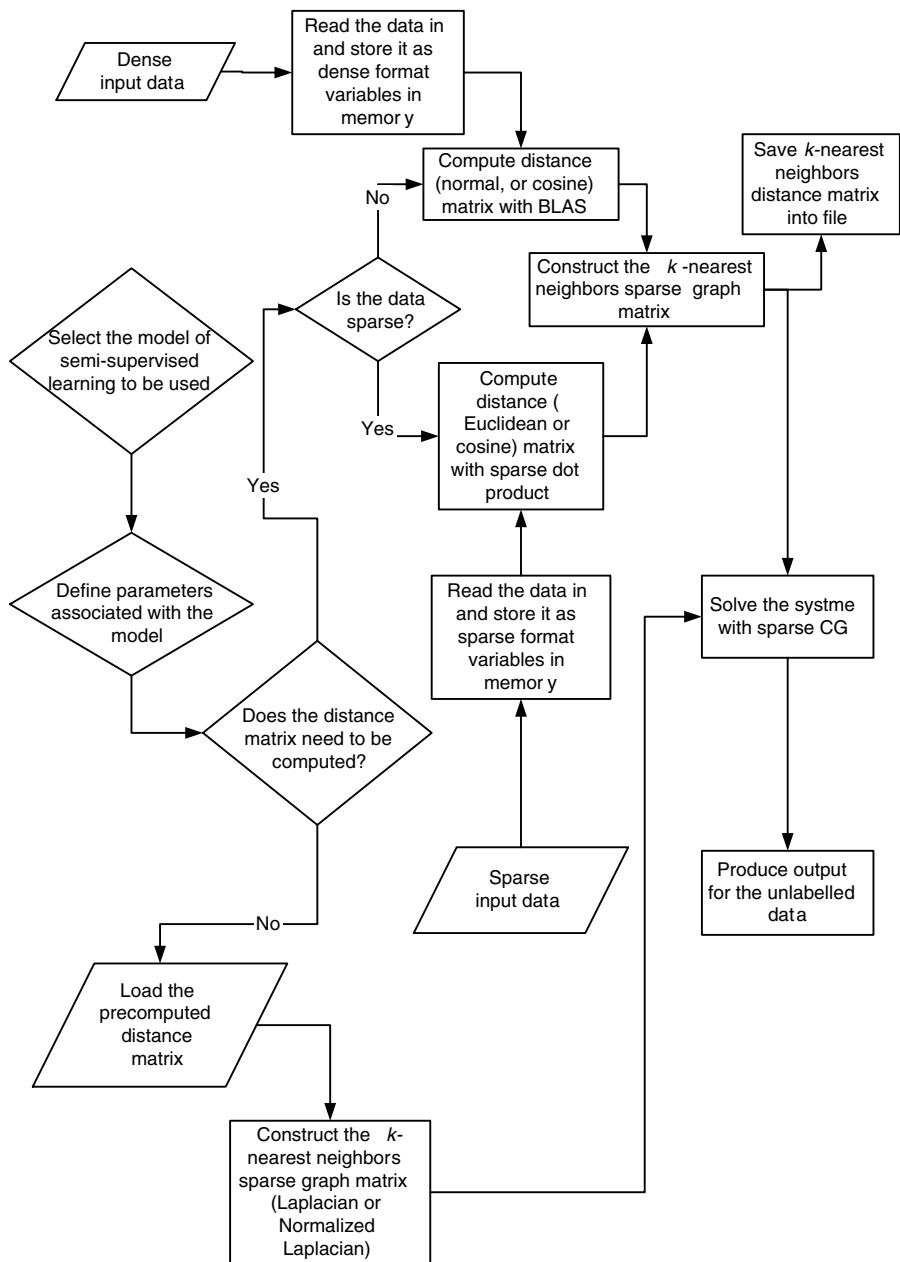 Read the data in
and store it as
dense format
variables in
memor y
Dense
input data
Compute distance
(normal, or cosine)
matrix with BLAS
Save k-nearest
neighbors
distance matrix
into file
No
Construct the k -nearest
neighbors sparse graph
matrix
Is the data
sparse?
Select the model of
semi-supervised
learning to be used
Compute
distance (
Euclidean or
cosine) matrix
with sparse dot
product
Yes
Yes
Define parameters
associated with the
model
Read the data in
and store it as
sparse format
variables in
memor y
Solve the systme
with sparse CG
Does the distance
matrix need to be
computed?
Sparse
input data
Produce output
for the unlabelled
data
No
Load the
precomputed
distance
matrix
Construct the k-
nearest neighbors
sparse graph matrix
(Laplacian or
Normalized
Laplacian)